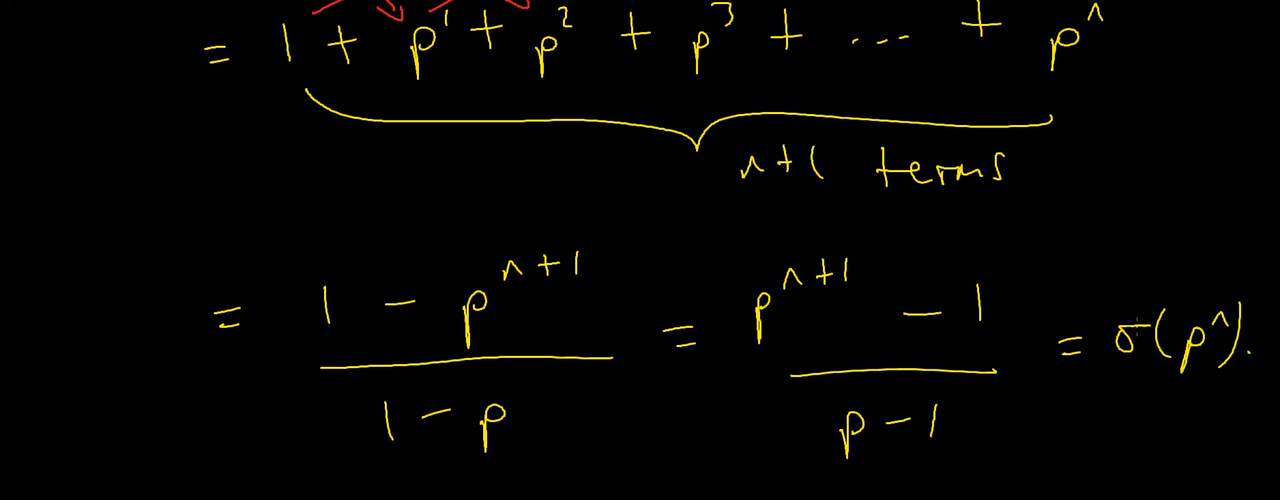 = 1 + p¹ + p² + p³ + ... + pⁿ
n+1 terms
= (1 - pⁿ⁺¹)/(1 - p) = (pⁿ⁺¹ - 1)/(p - 1) = σ(pⁿ).